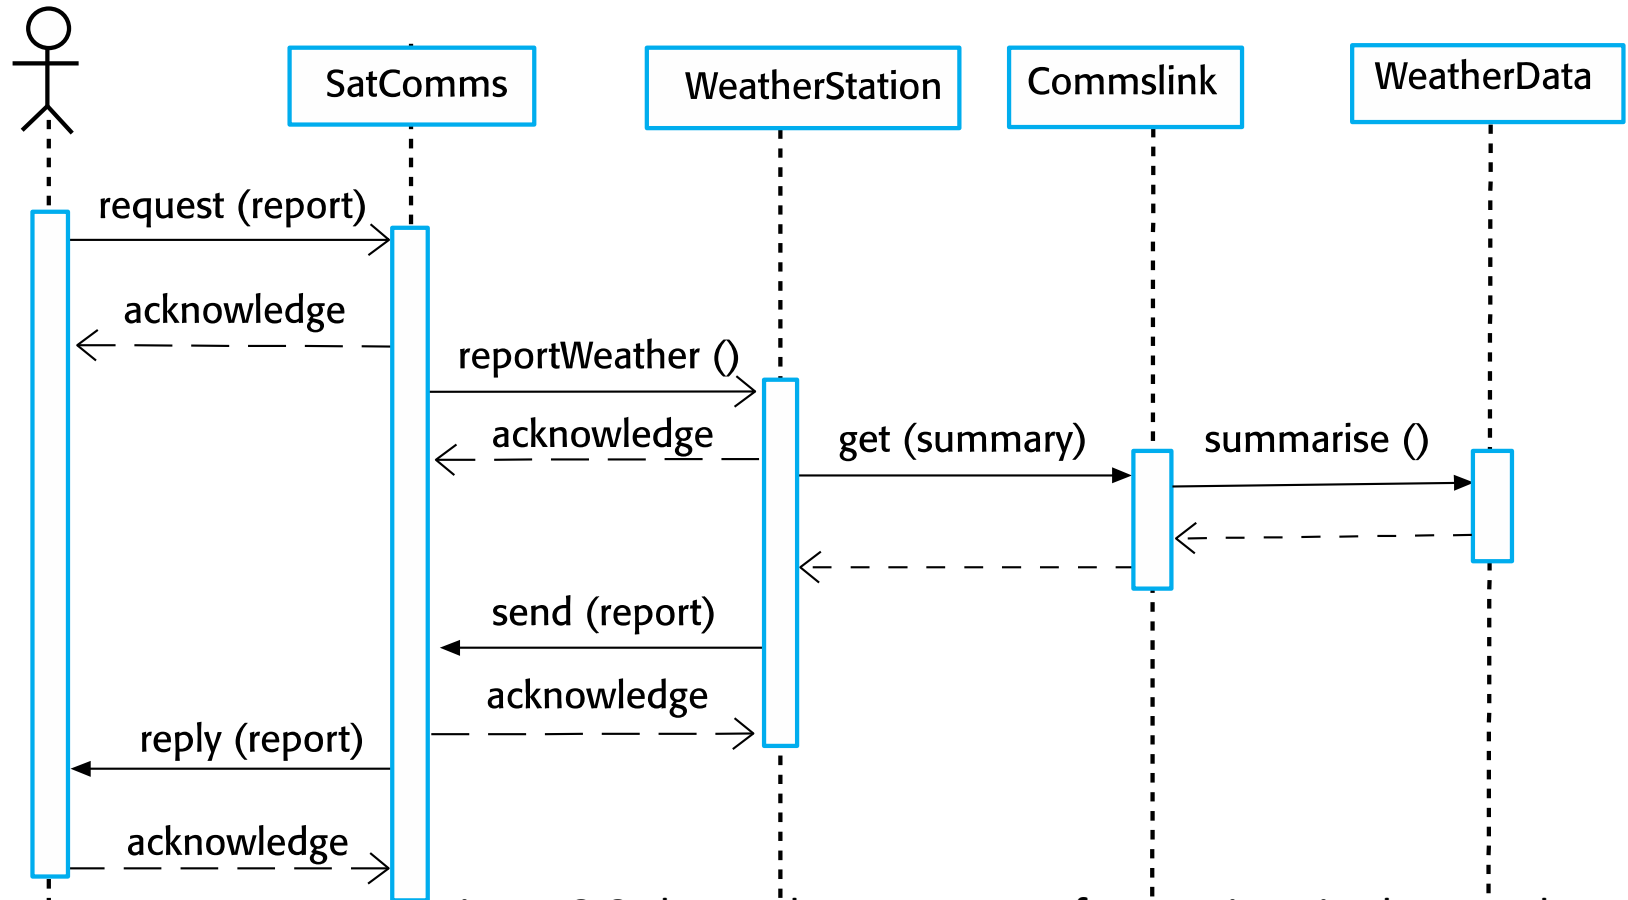 SatComms
WeatherStation
Commslink
WeatherData
request (report)
acknowledge
reportWeather ()
acknowledge
get (summary)
summarise ()
send (report)
acknowledge
reply (report)
acknowledge